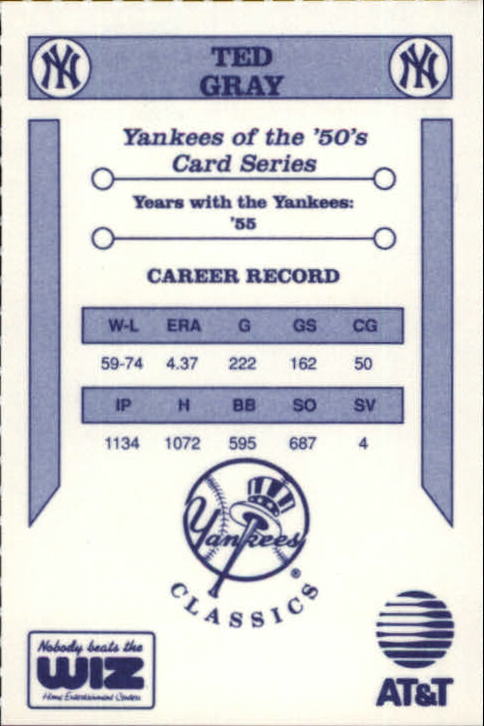 NY
TED
GRAY
NY
Yankees of the '50's
Card Series
Years with the Yankees:
'55
CAREER RECORD
W-L ERA G GS CG
59-74 4.37 222 162 50
IP H BB SO SV
1134 1072 595 687 4
Yankees
®
CLASSICS
Nobody beats the
WIZ
Home Entertainment Centers
AT&T